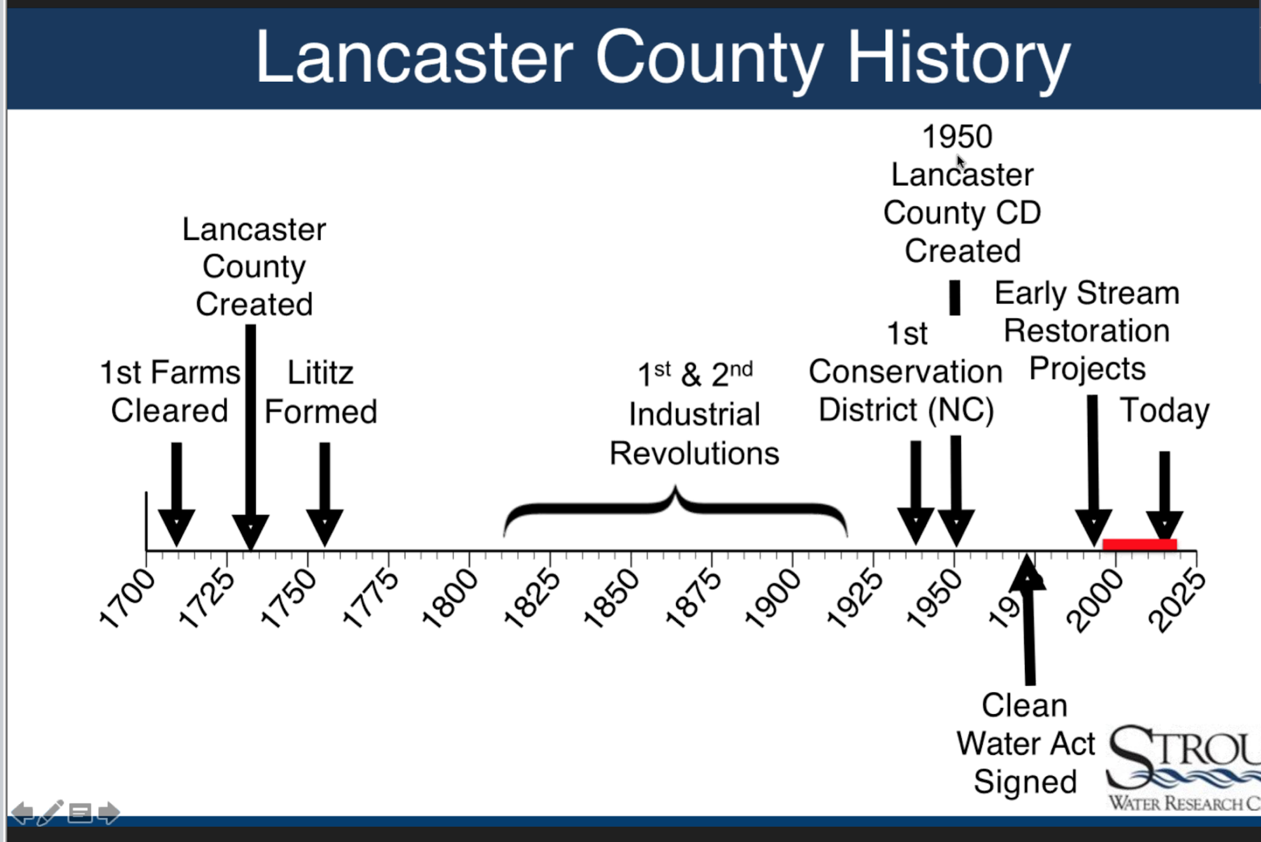 Lancaster County History
1950
Lancaster
County CD
Created
Lancaster
County
Created
Early Stream
Restoration
Projects
1st Farms
Cleared
Lititz
Formed
1st & 2nd
Industrial
Revolutions
1st
Conservation
District (NC)
Today
1700
1725
1750
1775
1800
1825
1850
1875
1900
1925
1950
2000
2025
Clean
Water Act
Signed
WATER RESEARCH